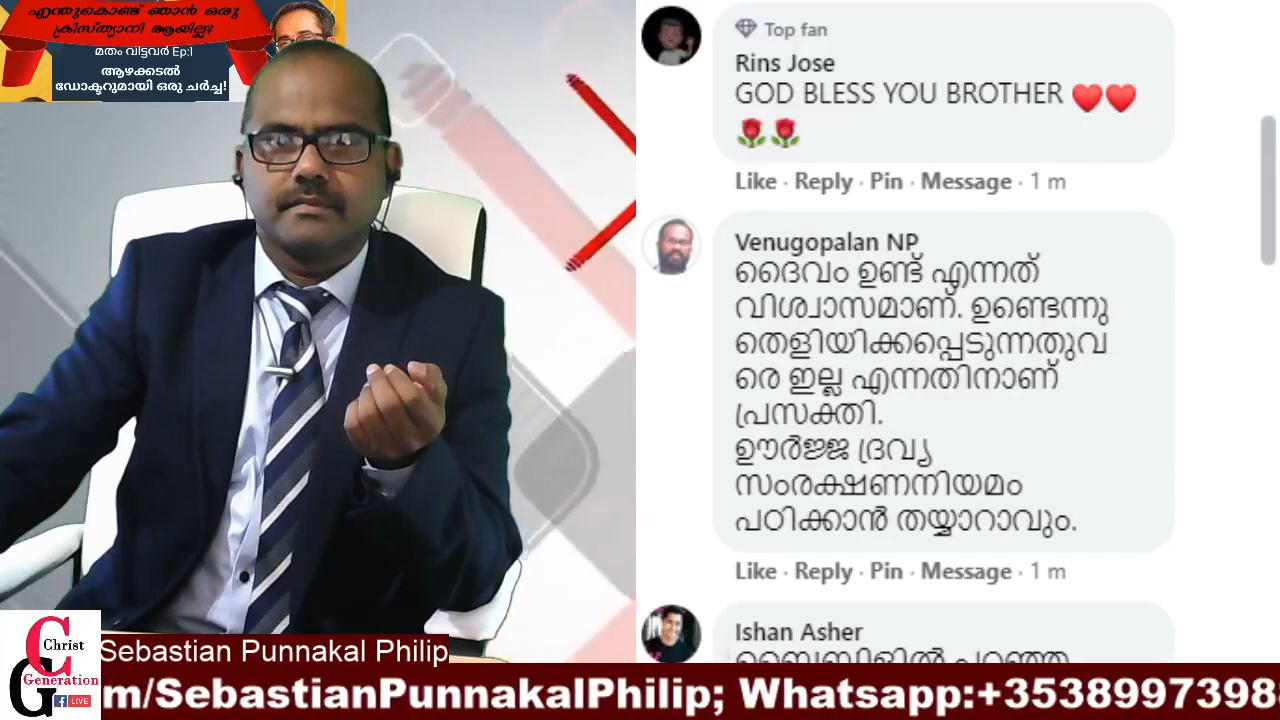 എന്തുകൊണ്ട് ഞാൻ ഒരു
ക്രിസ്ത്യാനി ആയില്ല?
മതം വിട്ടവർ Ep:1
ആഴക്കടൽ
ഡോക്ടറുമായി ഒരു ചർച്ച!
Top fan
Rins Jose
GOD BLESS YOU BROTHER ❤️❤️
🌹🌹
Like · Reply · Pin · Message · 1 m
Venugopalan NP
ദൈവം ഉണ്ട് എന്നത്
വിശ്വാസമാണ്. ഉണ്ടെന്നു
തെളിയിക്കപ്പെടുന്നതുവ
രെ ഇല്ല എന്നതിനാണ്
പ്രസക്തി.
ഊർജ്ജ ദ്രവ്യ
സംരക്ഷണനിയമം
പഠിക്കാൻ തയ്യാറാവും.
Like · Reply · Pin · Message · 1 m
Ishan Asher
ബൈബിളിൽ പറഞ്ഞ
Christ
Generation
LIVE
Sebastian Punnakal Philip
m/SebastianPunnakalPhilip; Whatsapp:+3538997398